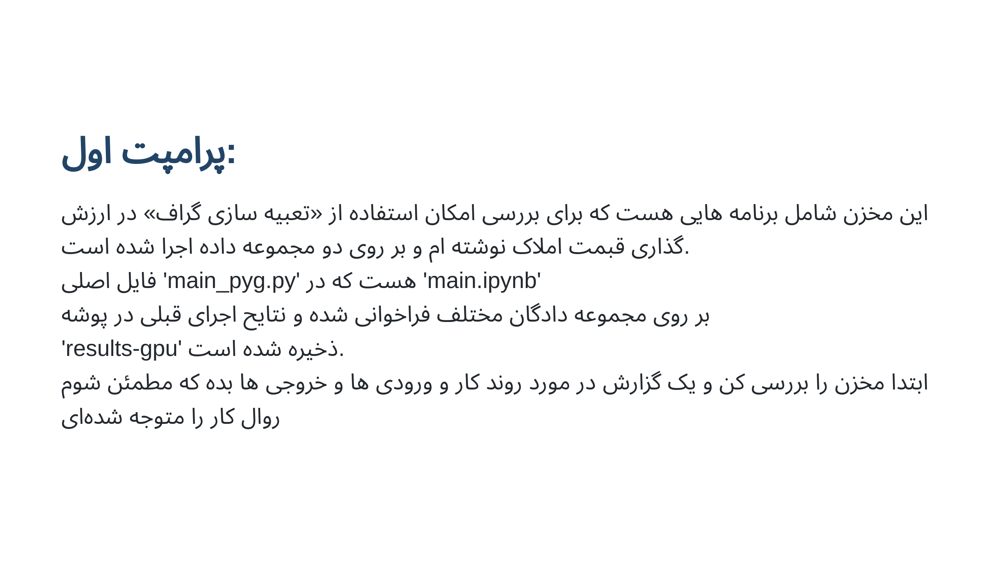 پرامپت اول:
این مخزن شامل برنامه هایی هست که برای بررسی امکان استفاده از «تعبیه سازی گراف» در ارزش
گذاری قبمت املاک نوشته ام و بر روی دو مجموعه داده اجرا شده است.
فایل اصلی 'main_pyg.py' هست که در 'main.ipynb'
بر روی مجموعه دادگان مختلف فراخوانی شده و نتایح اجرای قبلی در پوشه
'results-gpu' ذخیره شده است.
ابتدا مخزن را بررسی کن و یک گزارش در مورد روند کار و ورودی ها و خروجی ها بده که مطمئن شوم
روال کار را متوجه شده‌ای